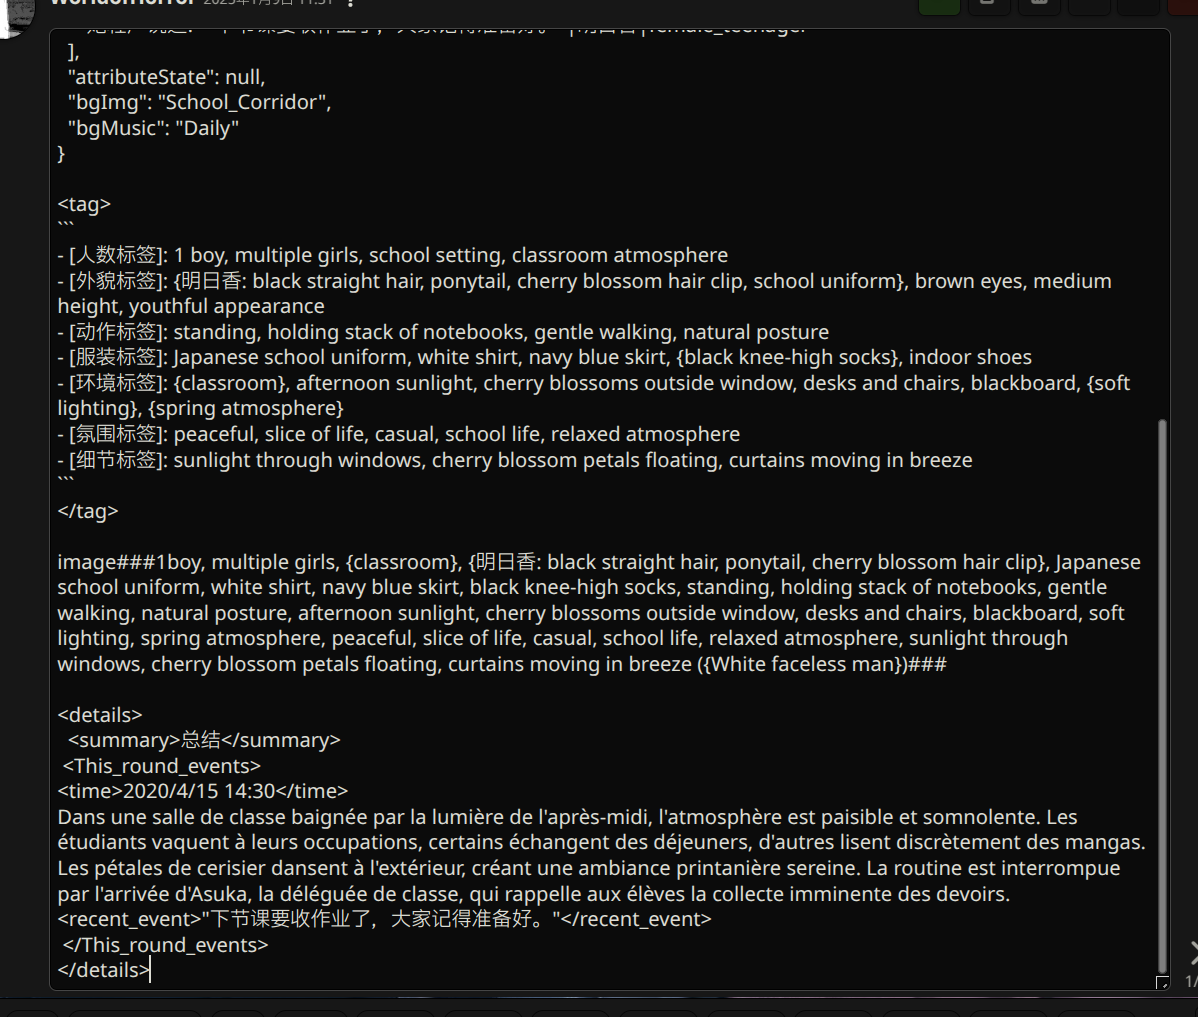 ],
"attributeState": null,
"bgImg": "School_Corridor",
"bgMusic": "Daily"
}
<tag>
```
- [人数标签]: 1 boy, multiple girls, school setting, classroom atmosphere
- [外貌标签]: {明日香: black straight hair, ponytail, cherry blossom hair clip, school uniform}, brown eyes, medium
height, youthful appearance
- [动作标签]: standing, holding stack of notebooks, gentle walking, natural posture
- [服装标签]: Japanese school uniform, white shirt, navy blue skirt, {black knee-high socks}, indoor shoes
- [环境标签]: {classroom}, afternoon sunlight, cherry blossoms outside window, desks and chairs, blackboard, {soft
lighting}, {spring atmosphere}
- [氛围标签]: peaceful, slice of life, casual, school life, relaxed atmosphere
- [细节标签]: sunlight through windows, cherry blossom petals floating, curtains moving in breeze
```
</tag>
image###1boy, multiple girls, {classroom}, {明日香: black straight hair, ponytail, cherry blossom hair clip}, Japanese
school uniform, white shirt, navy blue skirt, black knee-high socks, standing, holding stack of notebooks, gentle
walking, natural posture, afternoon sunlight, cherry blossoms outside window, desks and chairs, blackboard, soft
lighting, spring atmosphere, peaceful, slice of life, casual, school life, relaxed atmosphere, sunlight through
windows, cherry blossom petals floating, curtains moving in breeze ({White faceless man})###
<details>
<summary>总结</summary>
<This_round_events>
<time>2020/4/15 14:30</time>
Dans une salle de classe baignée par la lumière de l'après-midi, l'atmosphère est paisible et somnolente. Les
étudiants vaquent à leurs occupations, certains échangent des déjeuners, d'autres lisent discrètement des mangas.
Les pétales de cerisier dansent à l'extérieur, créant une ambiance printanière sereine. La routine est interrompue
par l'arrivée d'Asuka, la déléguée de classe, qui rappelle aux élèves la collecte imminente des devoirs.
<recent_event>"下节课要收作业了，大家记得准备好。"</recent_event>
</This_round_events>
</details>